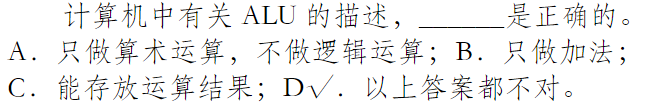 计算机中有关 ALU 的描述，______是正确的。
A．只做算术运算，不做逻辑运算；B．只做加法；
C．能存放运算结果；D✓．以上答案都不对。